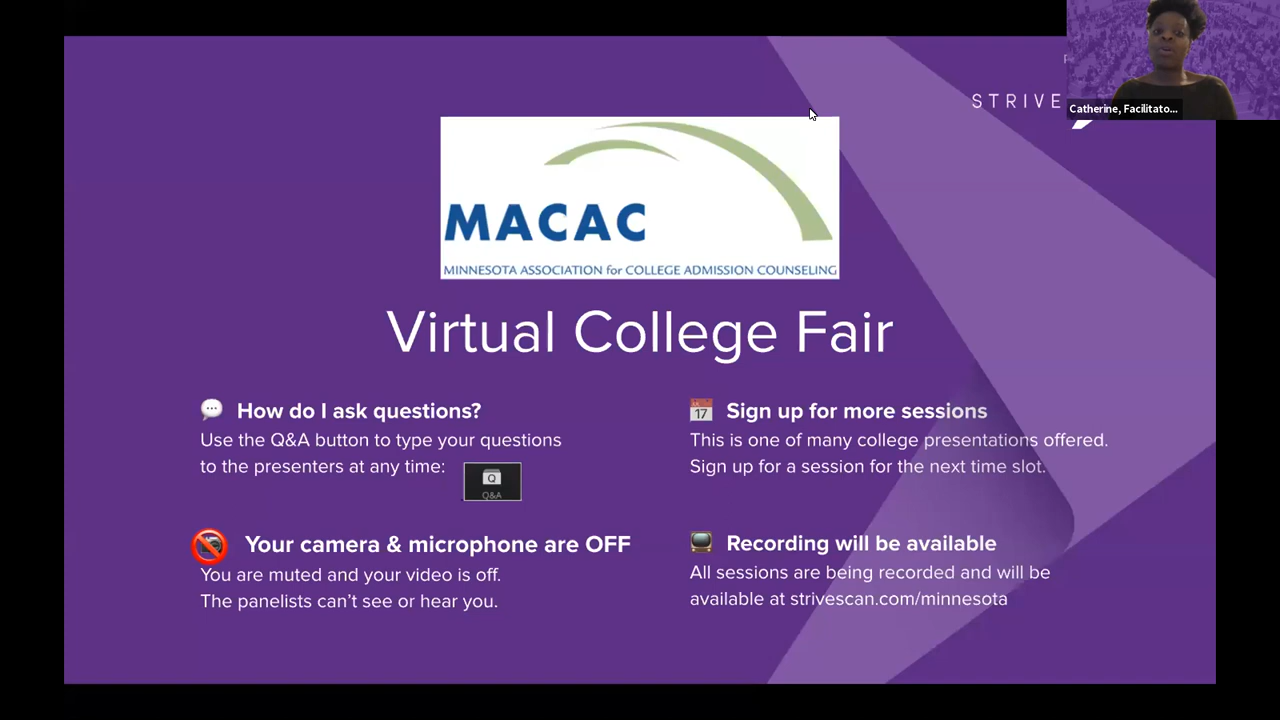 STRIVE
Catherine, Facilitato...
MACAC
MINNESOTA ASSOCIATION for COLLEGE ADMISSION COUNSELING
Virtual College Fair
How do I ask questions?
Use the Q&A button to type your questions
to the presenters at any time:
Q
Q&A
Your camera & microphone are OFF
You are muted and your video is off.
The panelists can't see or hear you.
17
Sign up for more sessions
This is one of many college presentations offered.
Sign up for a session for the next time slot.
Recording will be available
All sessions are being recorded and will be
available at strivescan.com/minnesota